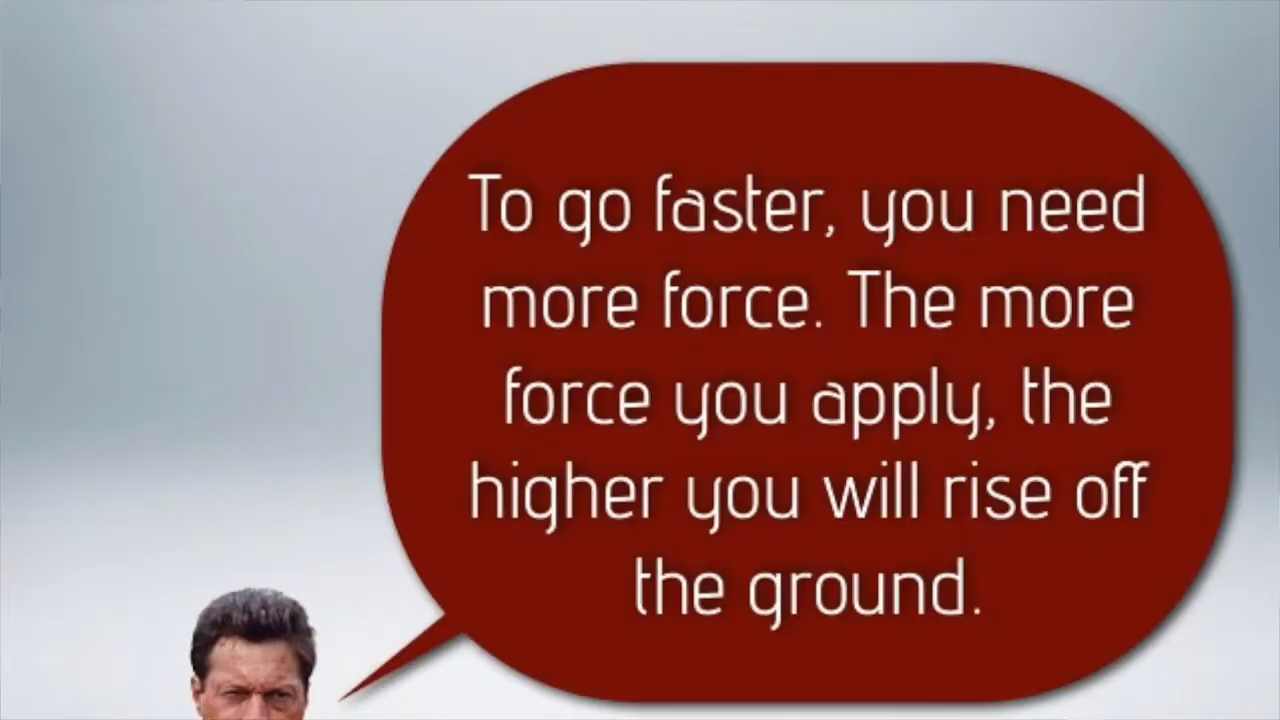 To go faster, you need
more force. The more
force you apply, the
higher you will rise off
the ground.